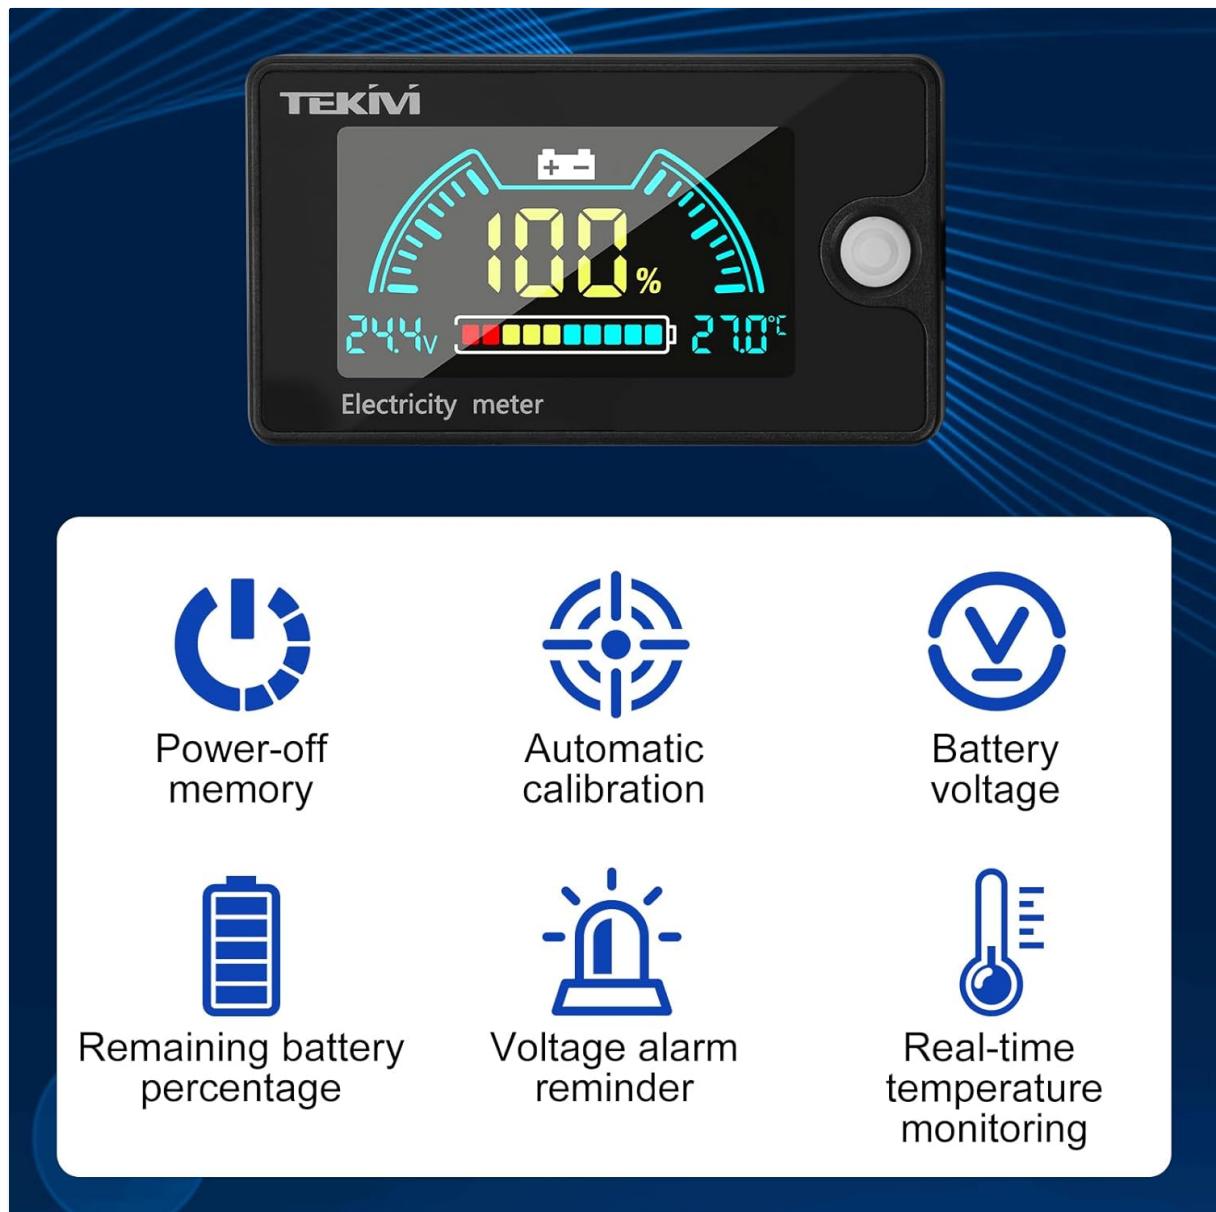 TEKIVI
100%
24.4V 27.0°C
Electricity meter
Power-off
memory
Automatic
calibration
Battery
voltage
Remaining battery
percentage
Voltage alarm
reminder
Real-time
temperature
monitoring